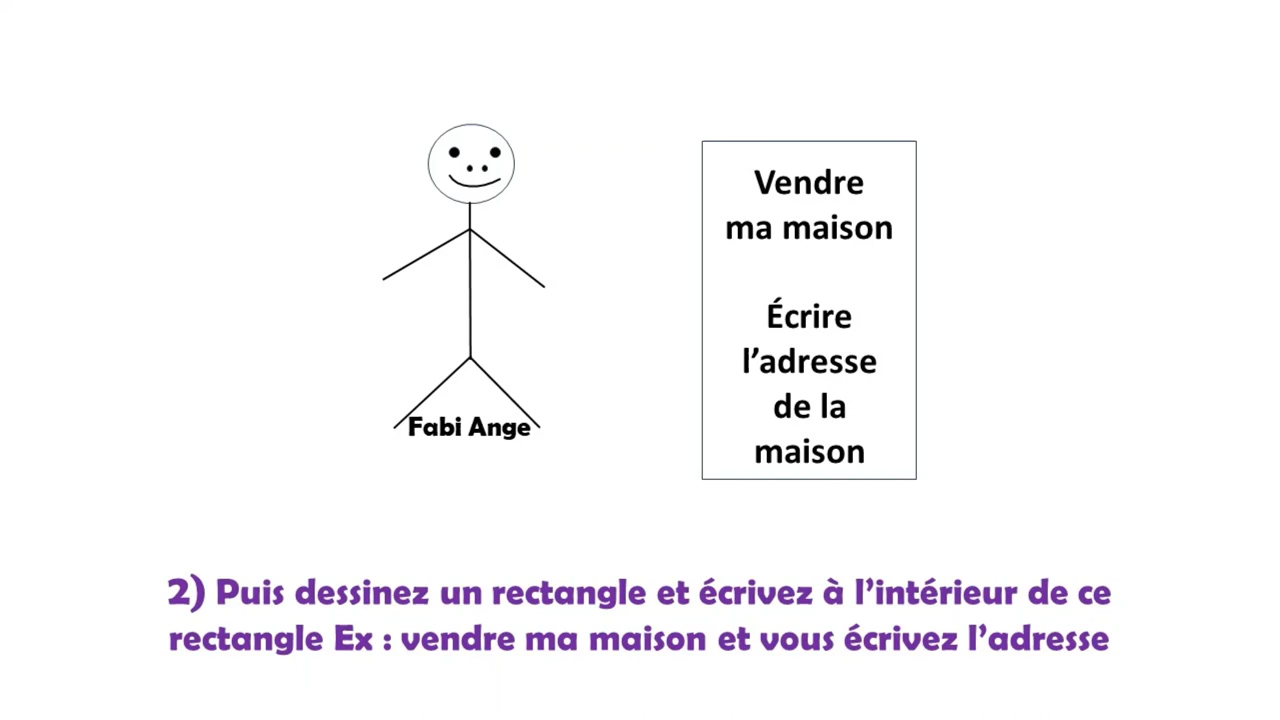 Vendre
ma maison
Écrire
l’adresse
de la
maison
Fabi Ange
2) Puis dessinez un rectangle et écrivez à l’intérieur de ce
rectangle Ex : vendre ma maison et vous écrivez l’adresse